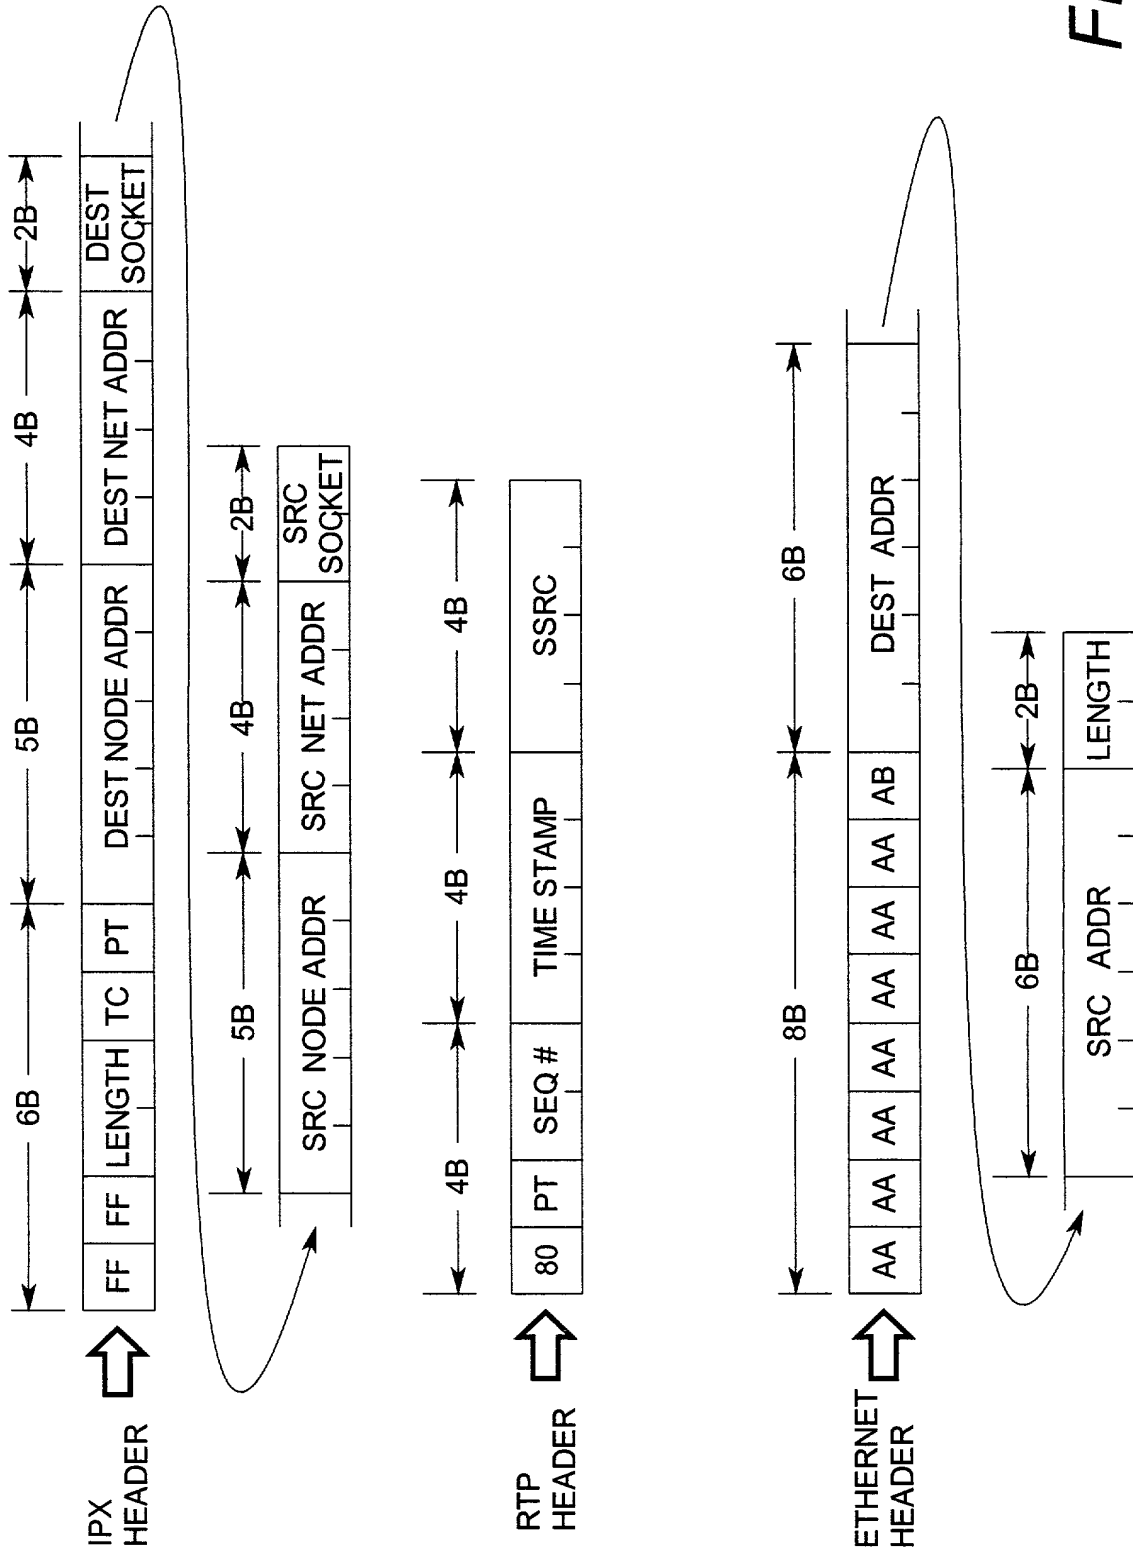 IPX
HEADER
6B
5B
4B
2B
FF
FF
LENGTH
TC
PT
DEST NODE ADDR
DEST NET ADDR
DEST
SOCKET
5B
4B
2B
SRC NODE ADDR
SRC NET ADDR
SRC
SOCKET
RTP
HEADER
4B
4B
4B
80
PT
SEQ #
TIME STAMP
SSRC
ETHERNET
HEADER
8B
6B
AA
AA
AA
AA
AA
AA
AA
AB
DEST ADDR
6B
2B
SRC ADDR
LENGTH